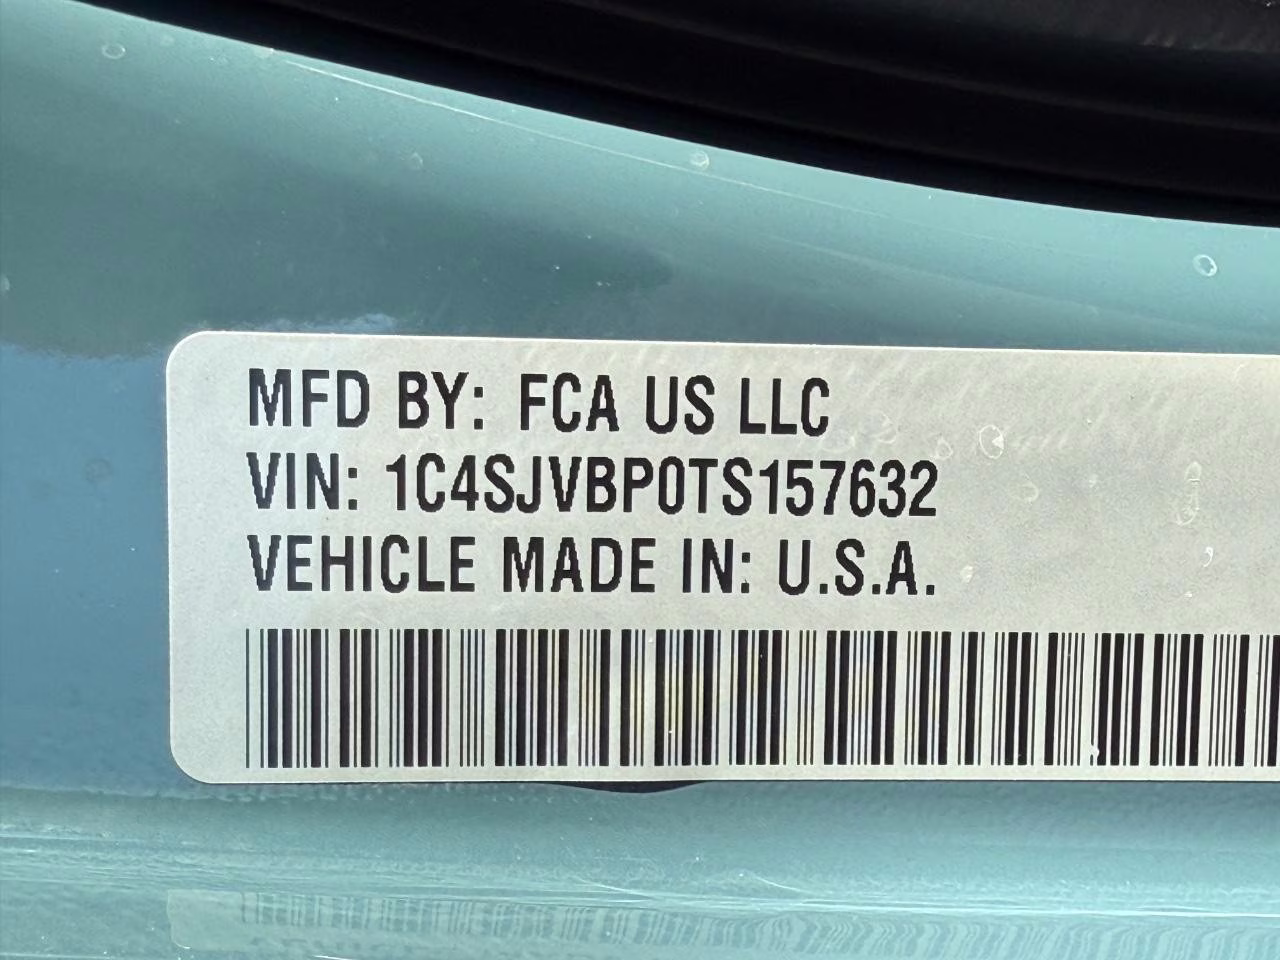 MFD BY: FCA US LLC
VIN: 1C4SJVBP0TS157632
VEHICLE MADE IN: U.S.A.